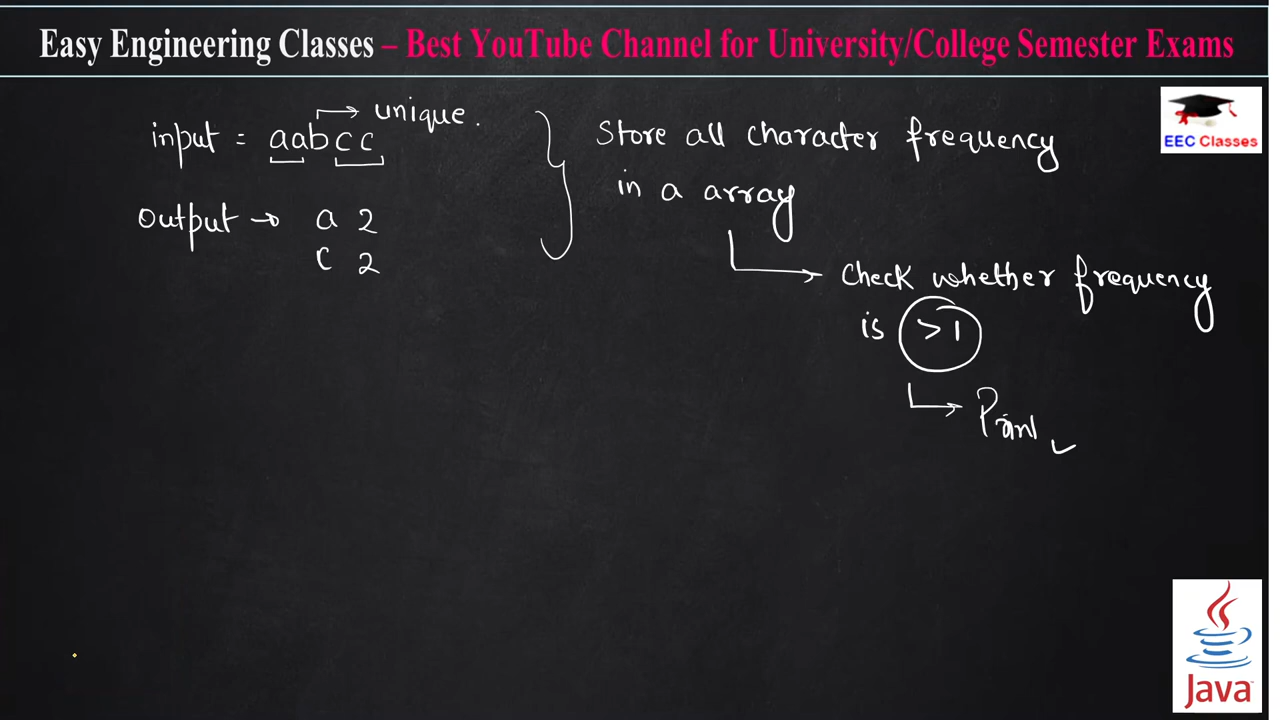 Easy Engineering Classes – Best YouTube Channel for University/College Semester Exams
EEC Classes
unique.
input = aabcc
output → a 2
c 2
Store all character frequency
in a array
Check whether frequency
is >1
Print
Java